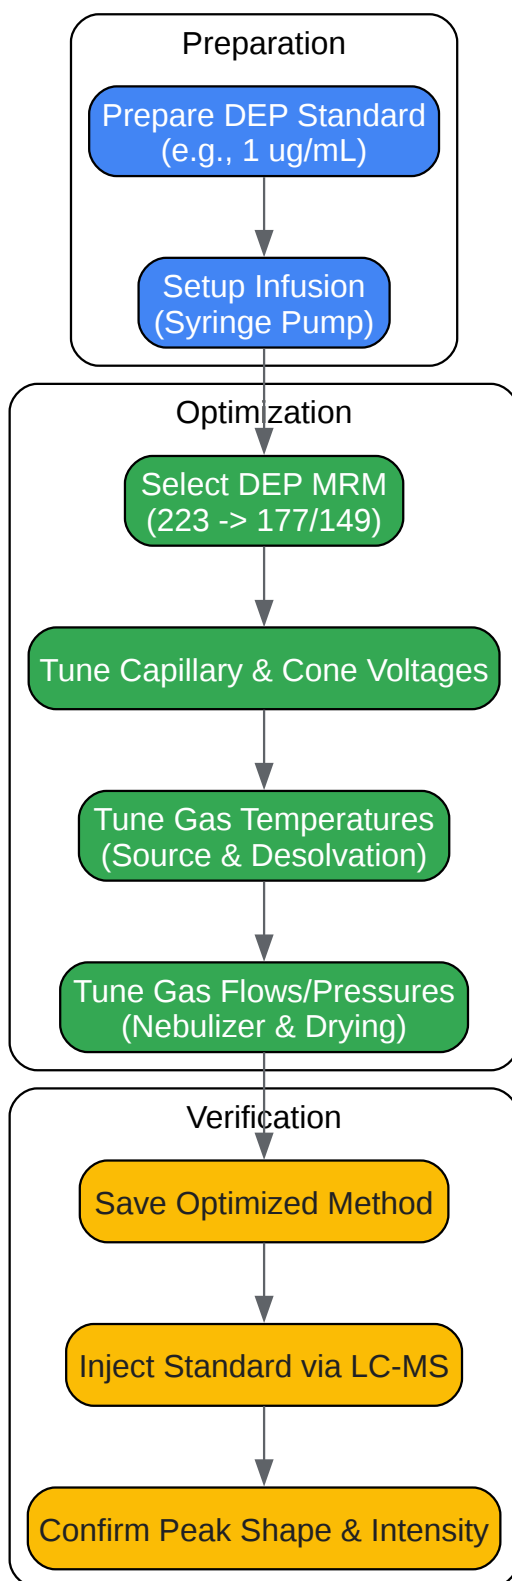 Preparation
Prepare DEP Standard
(e.g., 1 ug/mL)
Setup Infusion
(Syringe Pump)
Optimization
Select DEP MRM
(223 -> 177/149)
Tune Capillary & Cone Voltages
Tune Gas Temperatures
(Source & Desolvation)
Tune Gas Flows/Pressures
(Nebulizer & Drying)
Verification
Save Optimized Method
Inject Standard via LC-MS
Confirm Peak Shape & Intensity